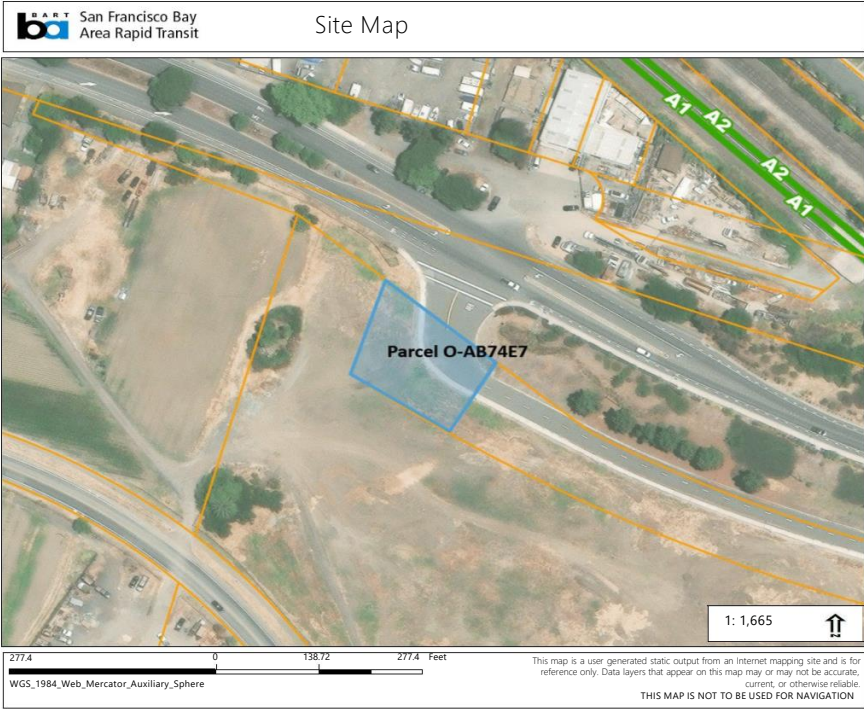 BART
ba
San Francisco Bay
Area Rapid Transit
Site Map
A1
A2
A2
A1
Parcel O-AB74E7
1: 1,665
N
277.4
0
138.72
277.4
Feet
WGS_1984_Web_Mercator_Auxiliary_Sphere
This map is a user generated static output from an Internet mapping site and is for
reference only. Data layers that appear on this map may or may not be accurate,
current, or otherwise reliable.
THIS MAP IS NOT TO BE USED FOR NAVIGATION